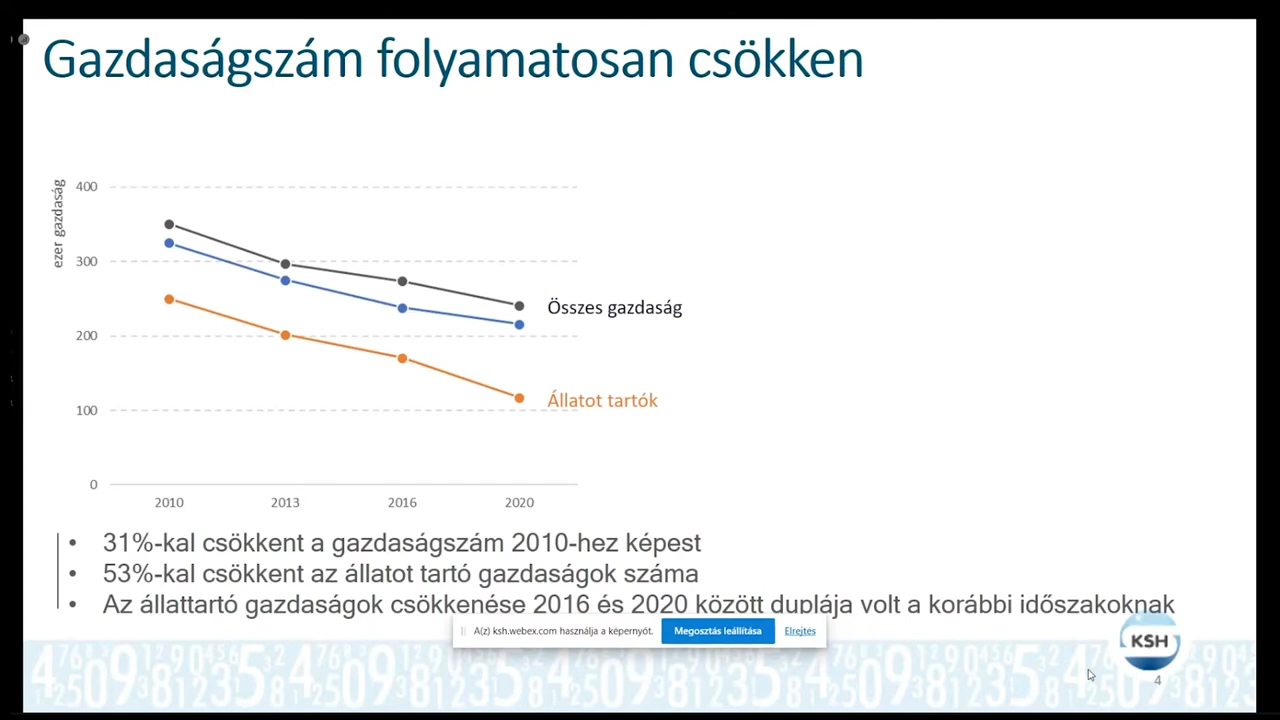 Gazdaságszám folyamatosan csökken
ezer gazdaság
400
300
200
100
0
2010 2013 2016 2020
Összes gazdaság
Állatot tartók
• 31%-kal csökkent a gazdaságszám 2010-hez képest
• 53%-kal csökkent az állatot tartó gazdaságok száma
• Az állattartó gazdaságok csökkenése 2016 és 2020 között duplája volt a korábbi időszakoknak
A(z) ksh.webex.com használja a képernyőt. Megosztás leállítása Elrejtés
KSH
4